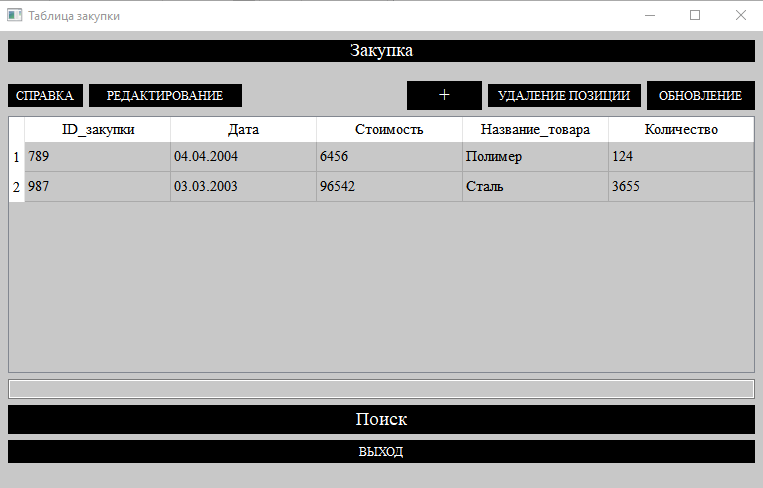 Таблица закупки
Закупка
СПРАВКА РЕДАКТИРОВАНИЕ + УДАЛЕНИЕ ПОЗИЦИИ ОБНОВЛЕНИЕ
ID_закупки Дата Стоимость Название_товара Количество
1 789 04.04.2004 6456 Полимер 124
2 987 03.03.2003 96542 Сталь 3655
Поиск
ВЫХОД